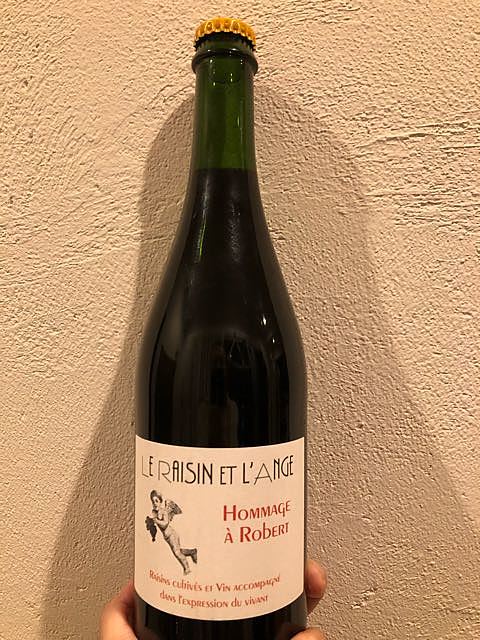 Le Raisin et l'Ange
Hommage
à Robert
Raisins cultivés et Vin accompagné
dans l'expression du vivant